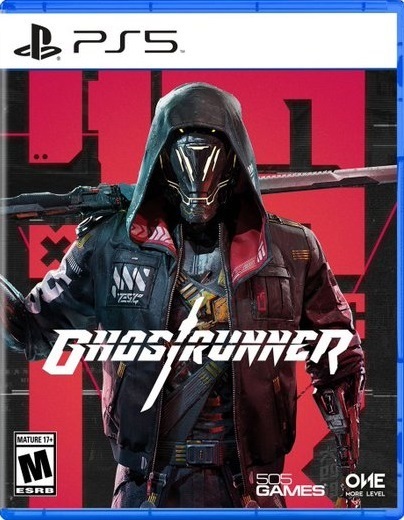 PS5
GHOSTRUNNER
MATURE 17+
M
ESRB
505
GAMES
ONE
MORE LEVEL